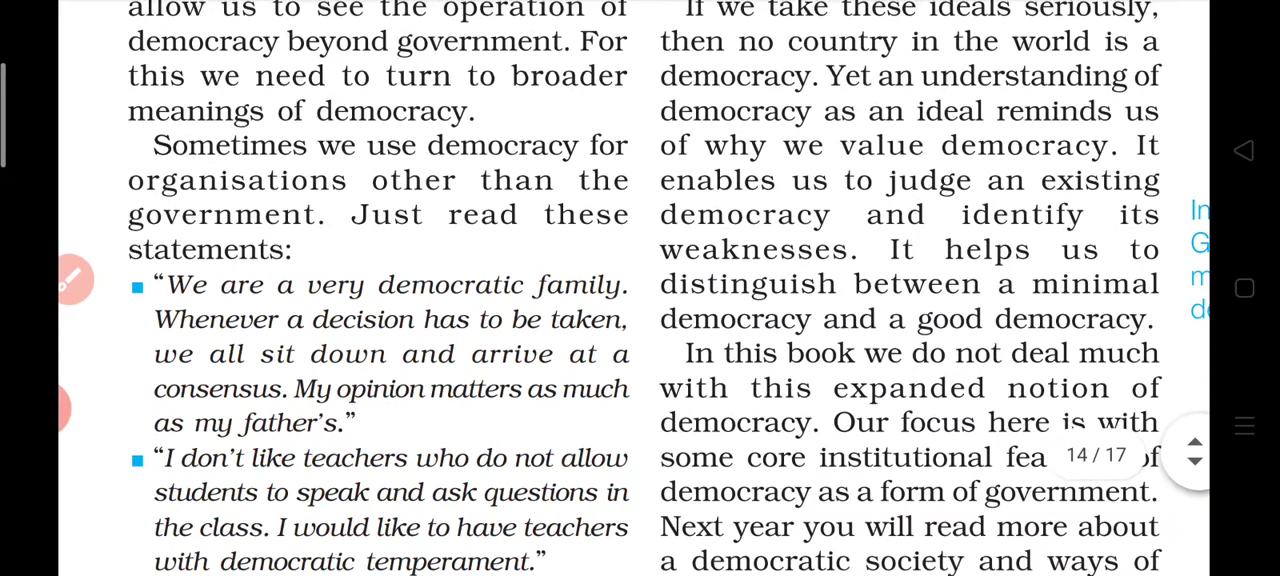 allow us to see the operation of
democracy beyond government. For
this we need to turn to broader
meanings of democracy.
Sometimes we use democracy for
organisations other than the
government. Just read these
statements:
"We are a very democratic family.
Whenever a decision has to be taken,
we all sit down and arrive at a
consensus. My opinion matters as much
as my father's."
"I don't like teachers who do not allow
students to speak and ask questions in
the class. I would like to have teachers
with democratic temperament."
If we take these ideals seriously,
then no country in the world is a
democracy. Yet an understanding of
democracy as an ideal reminds us
of why we value democracy. It
enables us to judge an existing
democracy and identify its
weaknesses. It helps us to
distinguish between a minimal
democracy and a good democracy.
In this book we do not deal much
with this expanded notion of
democracy. Our focus here is with
some core institutional of
democracy as a form of government.
Next year you will read more about
a democratic society and ways of
14 / 17